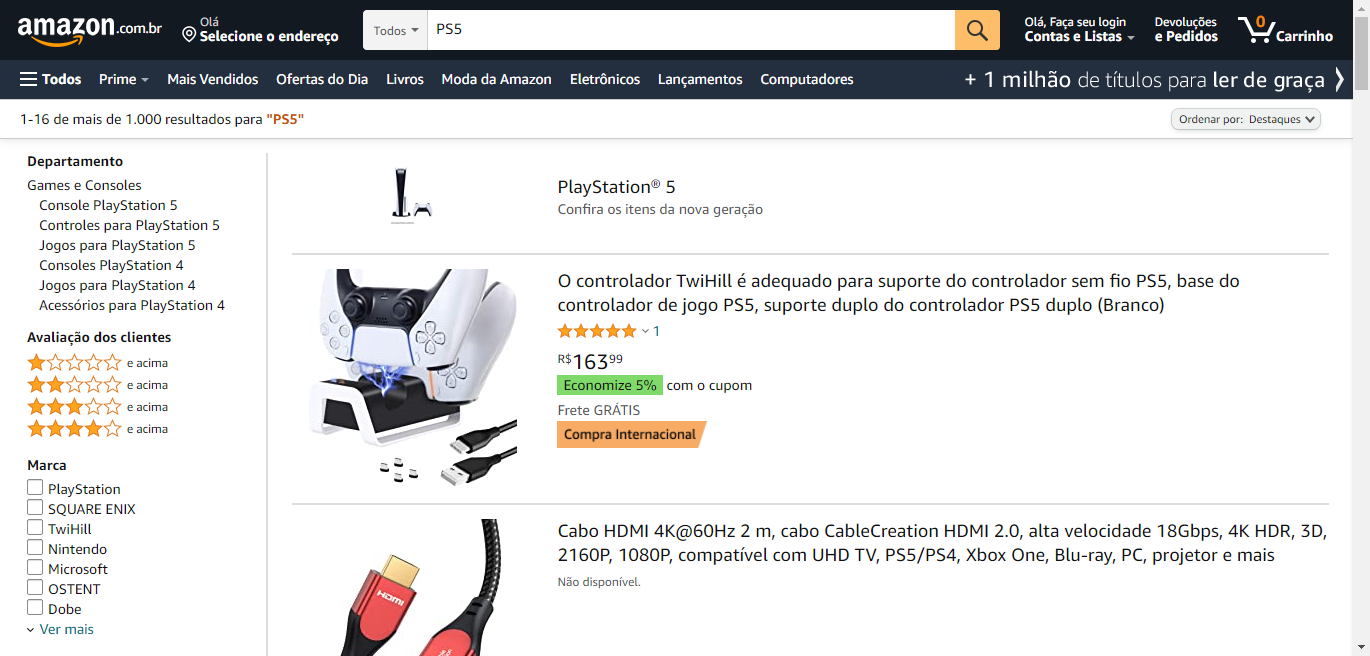 amazon.com.br
Olá
Selecione o endereço
Todos
PS5
Olá, Faça seu login
Contas e Listas
Devoluções
e Pedidos
0
Carrinho
Todos
Prime
Mais Vendidos
Ofertas do Dia
Livros
Moda da Amazon
Eletrônicos
Lançamentos
Computadores
+ 1 milhão de títulos para ler de graça
1-16 de mais de 1.000 resultados para "PS5"
Ordenar por: Destaques
Departamento
Games e Consoles
Console PlayStation 5
Controles para PlayStation 5
Jogos para PlayStation 5
Consoles PlayStation 4
Jogos para PlayStation 4
Acessórios para PlayStation 4
Avaliação dos clientes
e acima
e acima
e acima
e acima
Marca
PlayStation
SQUARE ENIX
TwiHill
Nintendo
Microsoft
OSTENT
Dobe
Ver mais
PlayStation® 5
Confira os itens da nova geração
O controlador TwiHill é adequado para suporte do controlador sem fio PS5, base do
controlador de jogo PS5, suporte duplo do controlador PS5 duplo (Branco)
1
R$16399
Economize 5% com o cupom
Frete GRÁTIS
Compra Internacional
HDMI
Cabo HDMI 4K@60Hz 2 m, cabo CableCreation HDMI 2.0, alta velocidade 18Gbps, 4K HDR, 3D,
2160P, 1080P, compatível com UHD TV, PS5/PS4, Xbox One, Blu-ray, PC, projetor e mais
Não disponível.